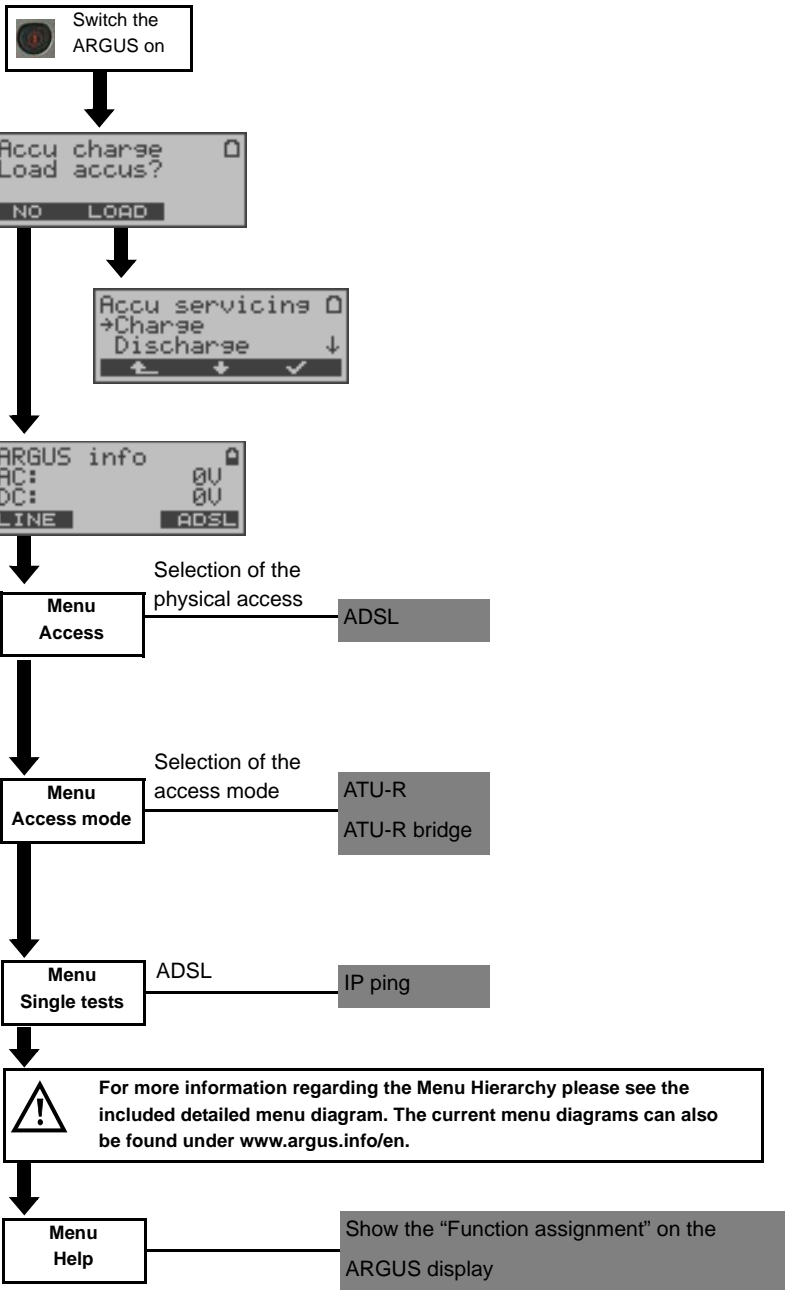 Switch the
ARGUS on
Accu charge
Load accus?
NO LOAD
Accu servicing
→Charge
Discharge ↓
ARGUS info
AC: 0V
DC: 0V
LINE ADSL
Selection of the
physical access
Menu
Access
ADSL
Selection of the
access mode
Menu
Access mode
ATU-R
ATU-R bridge
Menu
Single tests
ADSL
IP ping
For more information regarding the Menu Hierarchy please see the
included detailed menu diagram. The current menu diagrams can also
be found under www.argus.info/en.
Menu
Help
Show the “Function assignment” on the
ARGUS display